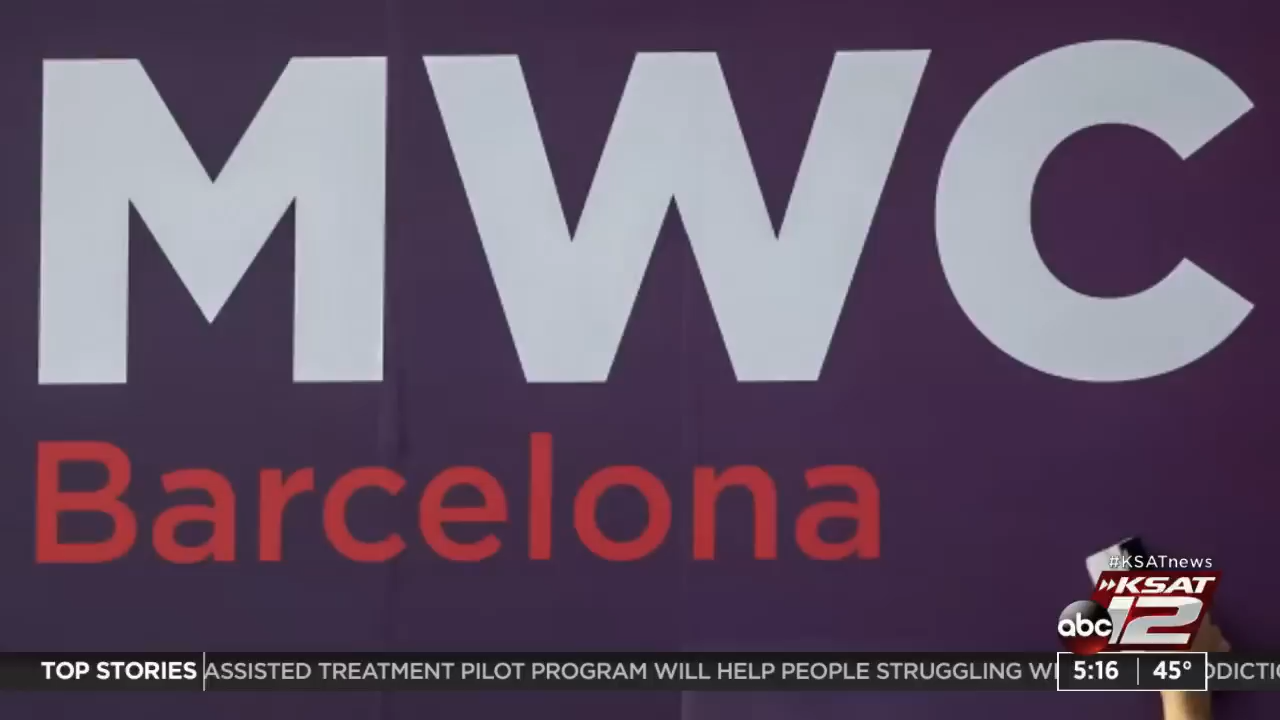 MWC
Barcelona
#KSATnews
KSAT
abc 12
TOP STORIES ASSISTED TREATMENT PILOT PROGRAM WILL HELP PEOPLE STRUGGLING
5:16 45°